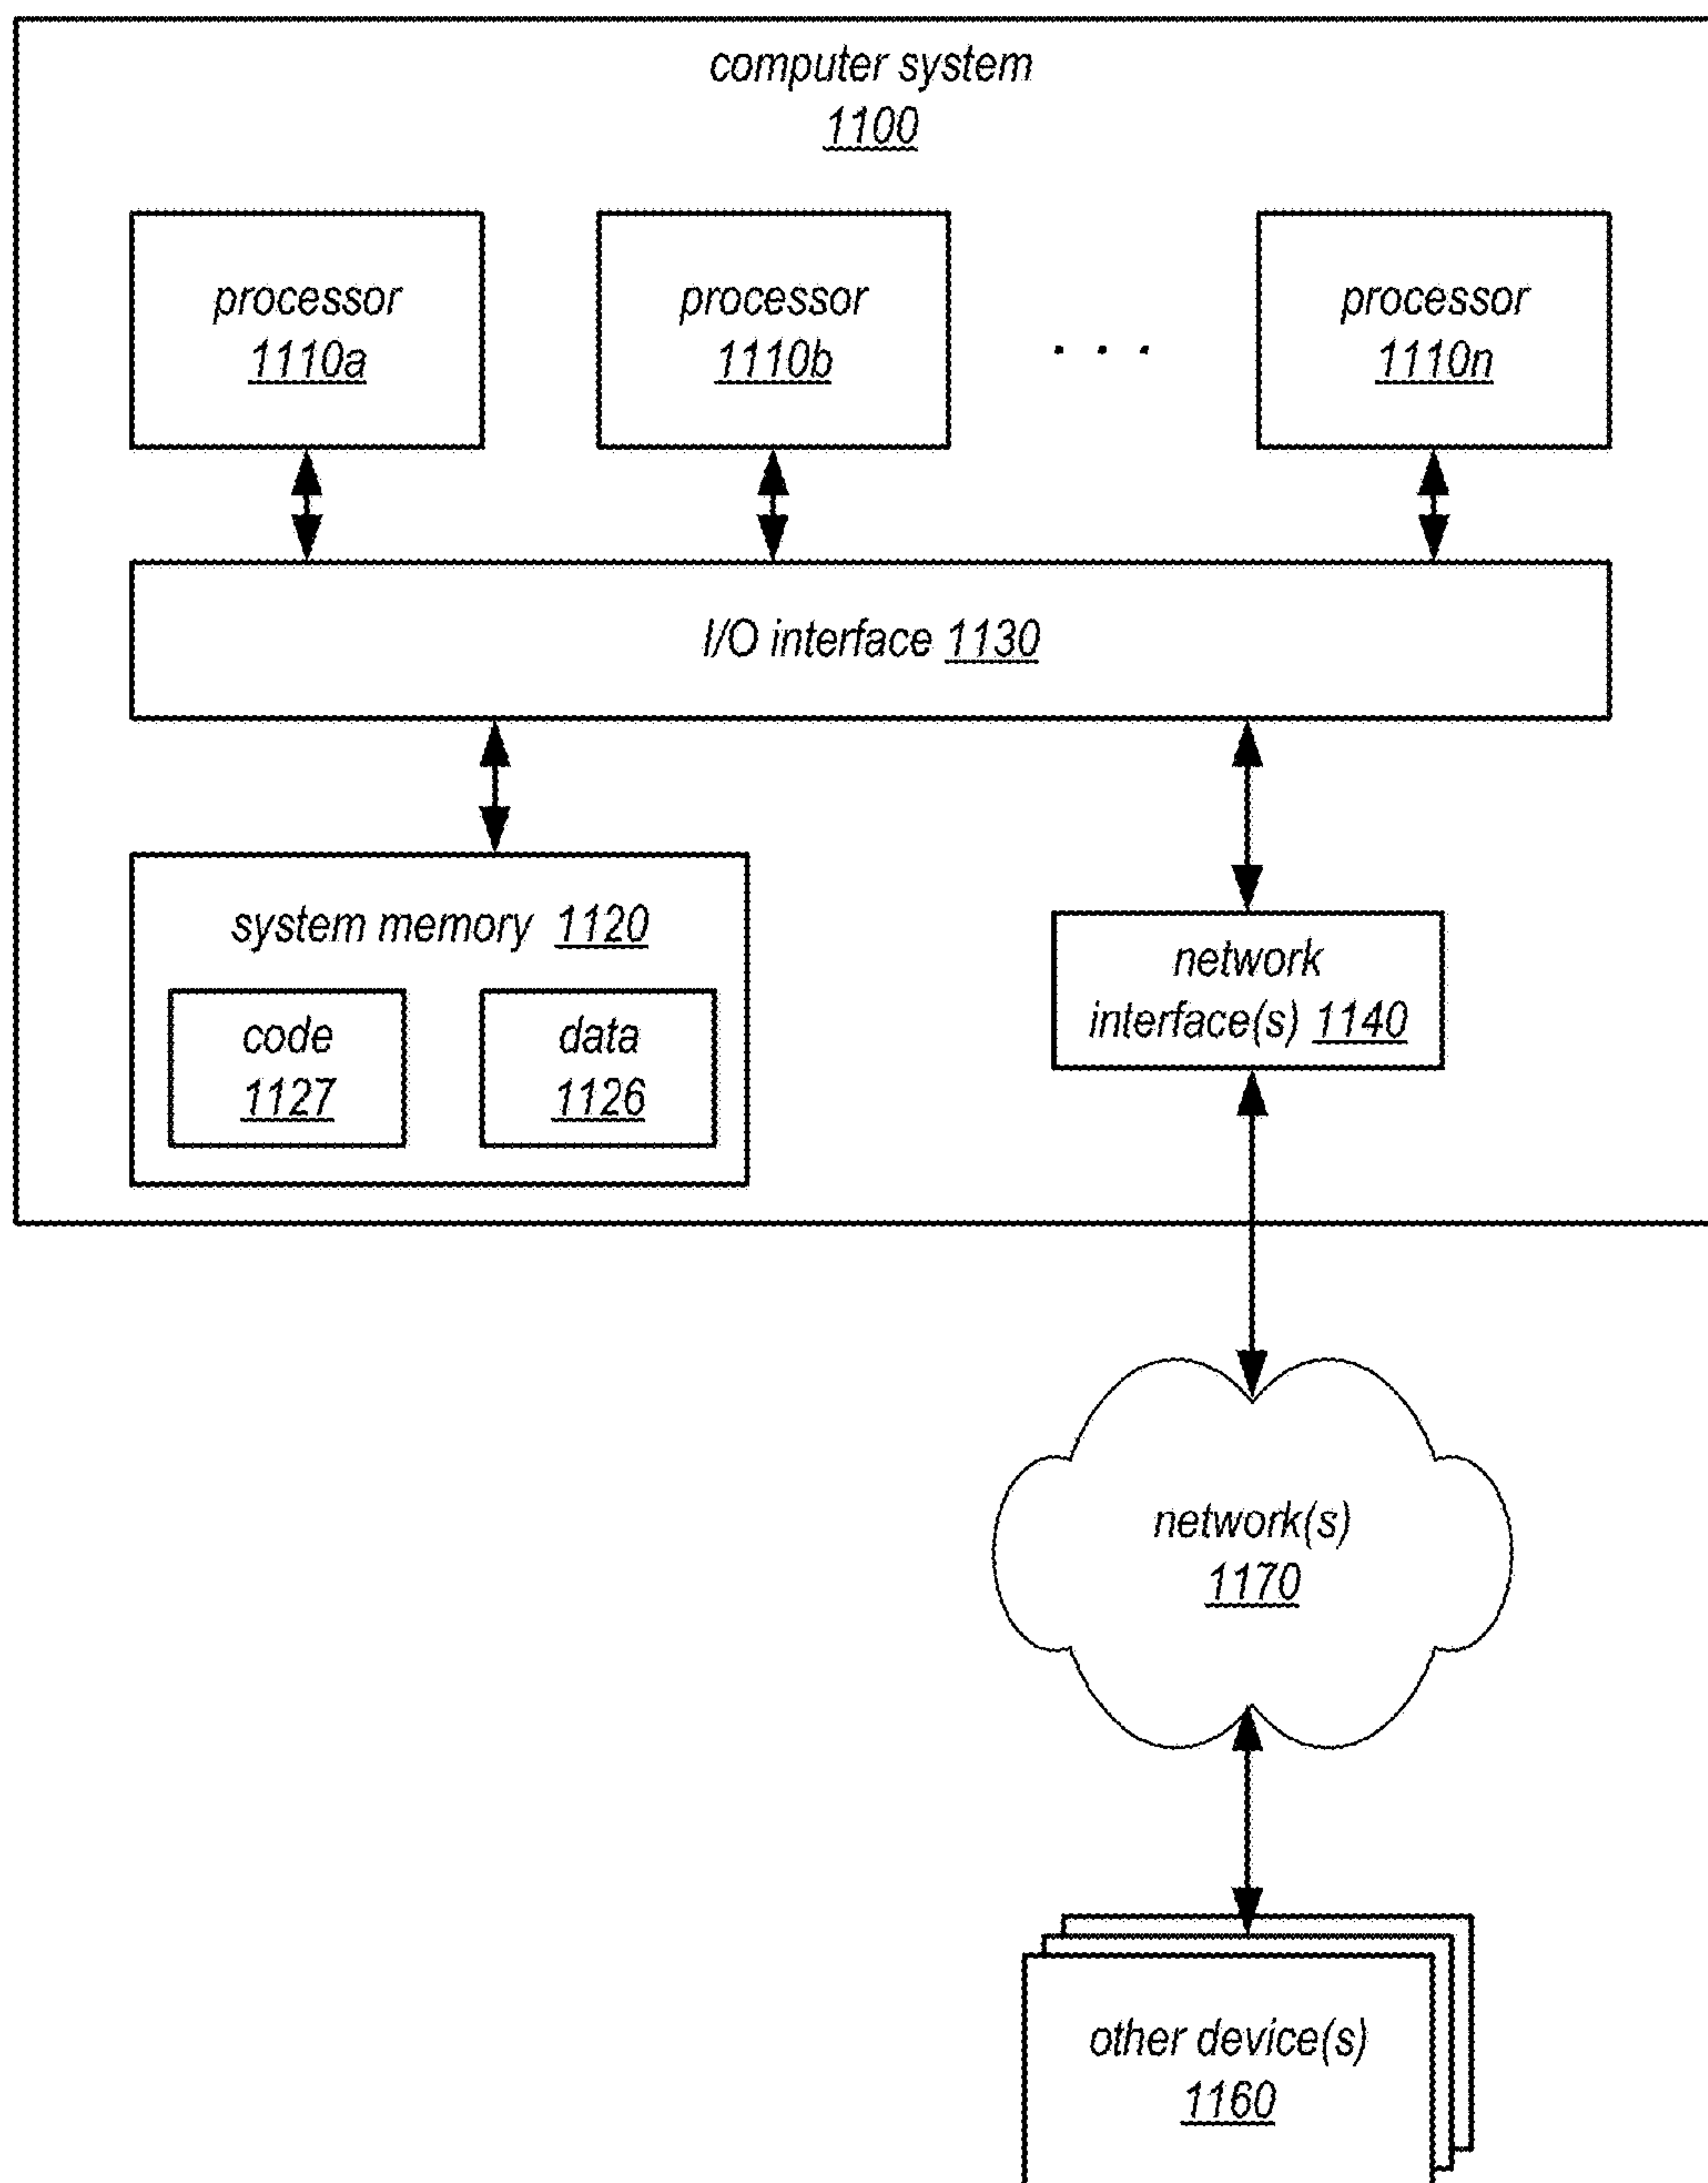 computer system
1100
processor
1110a
processor
1110b
. . .
processor
1110n
I/O interface 1130
system memory 1120
code
1127
data
1126
network
interface(s) 1140
network(s)
1170
other device(s)
1160